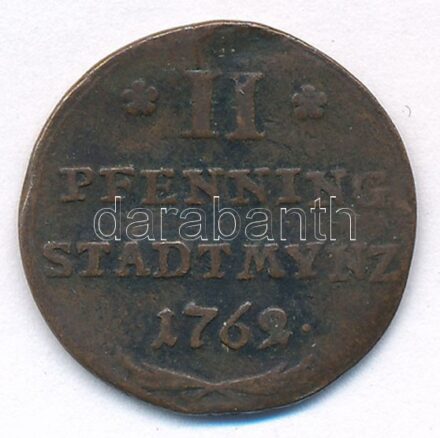 II
PFENNING
STADTMYNZ
1762.
darabanth